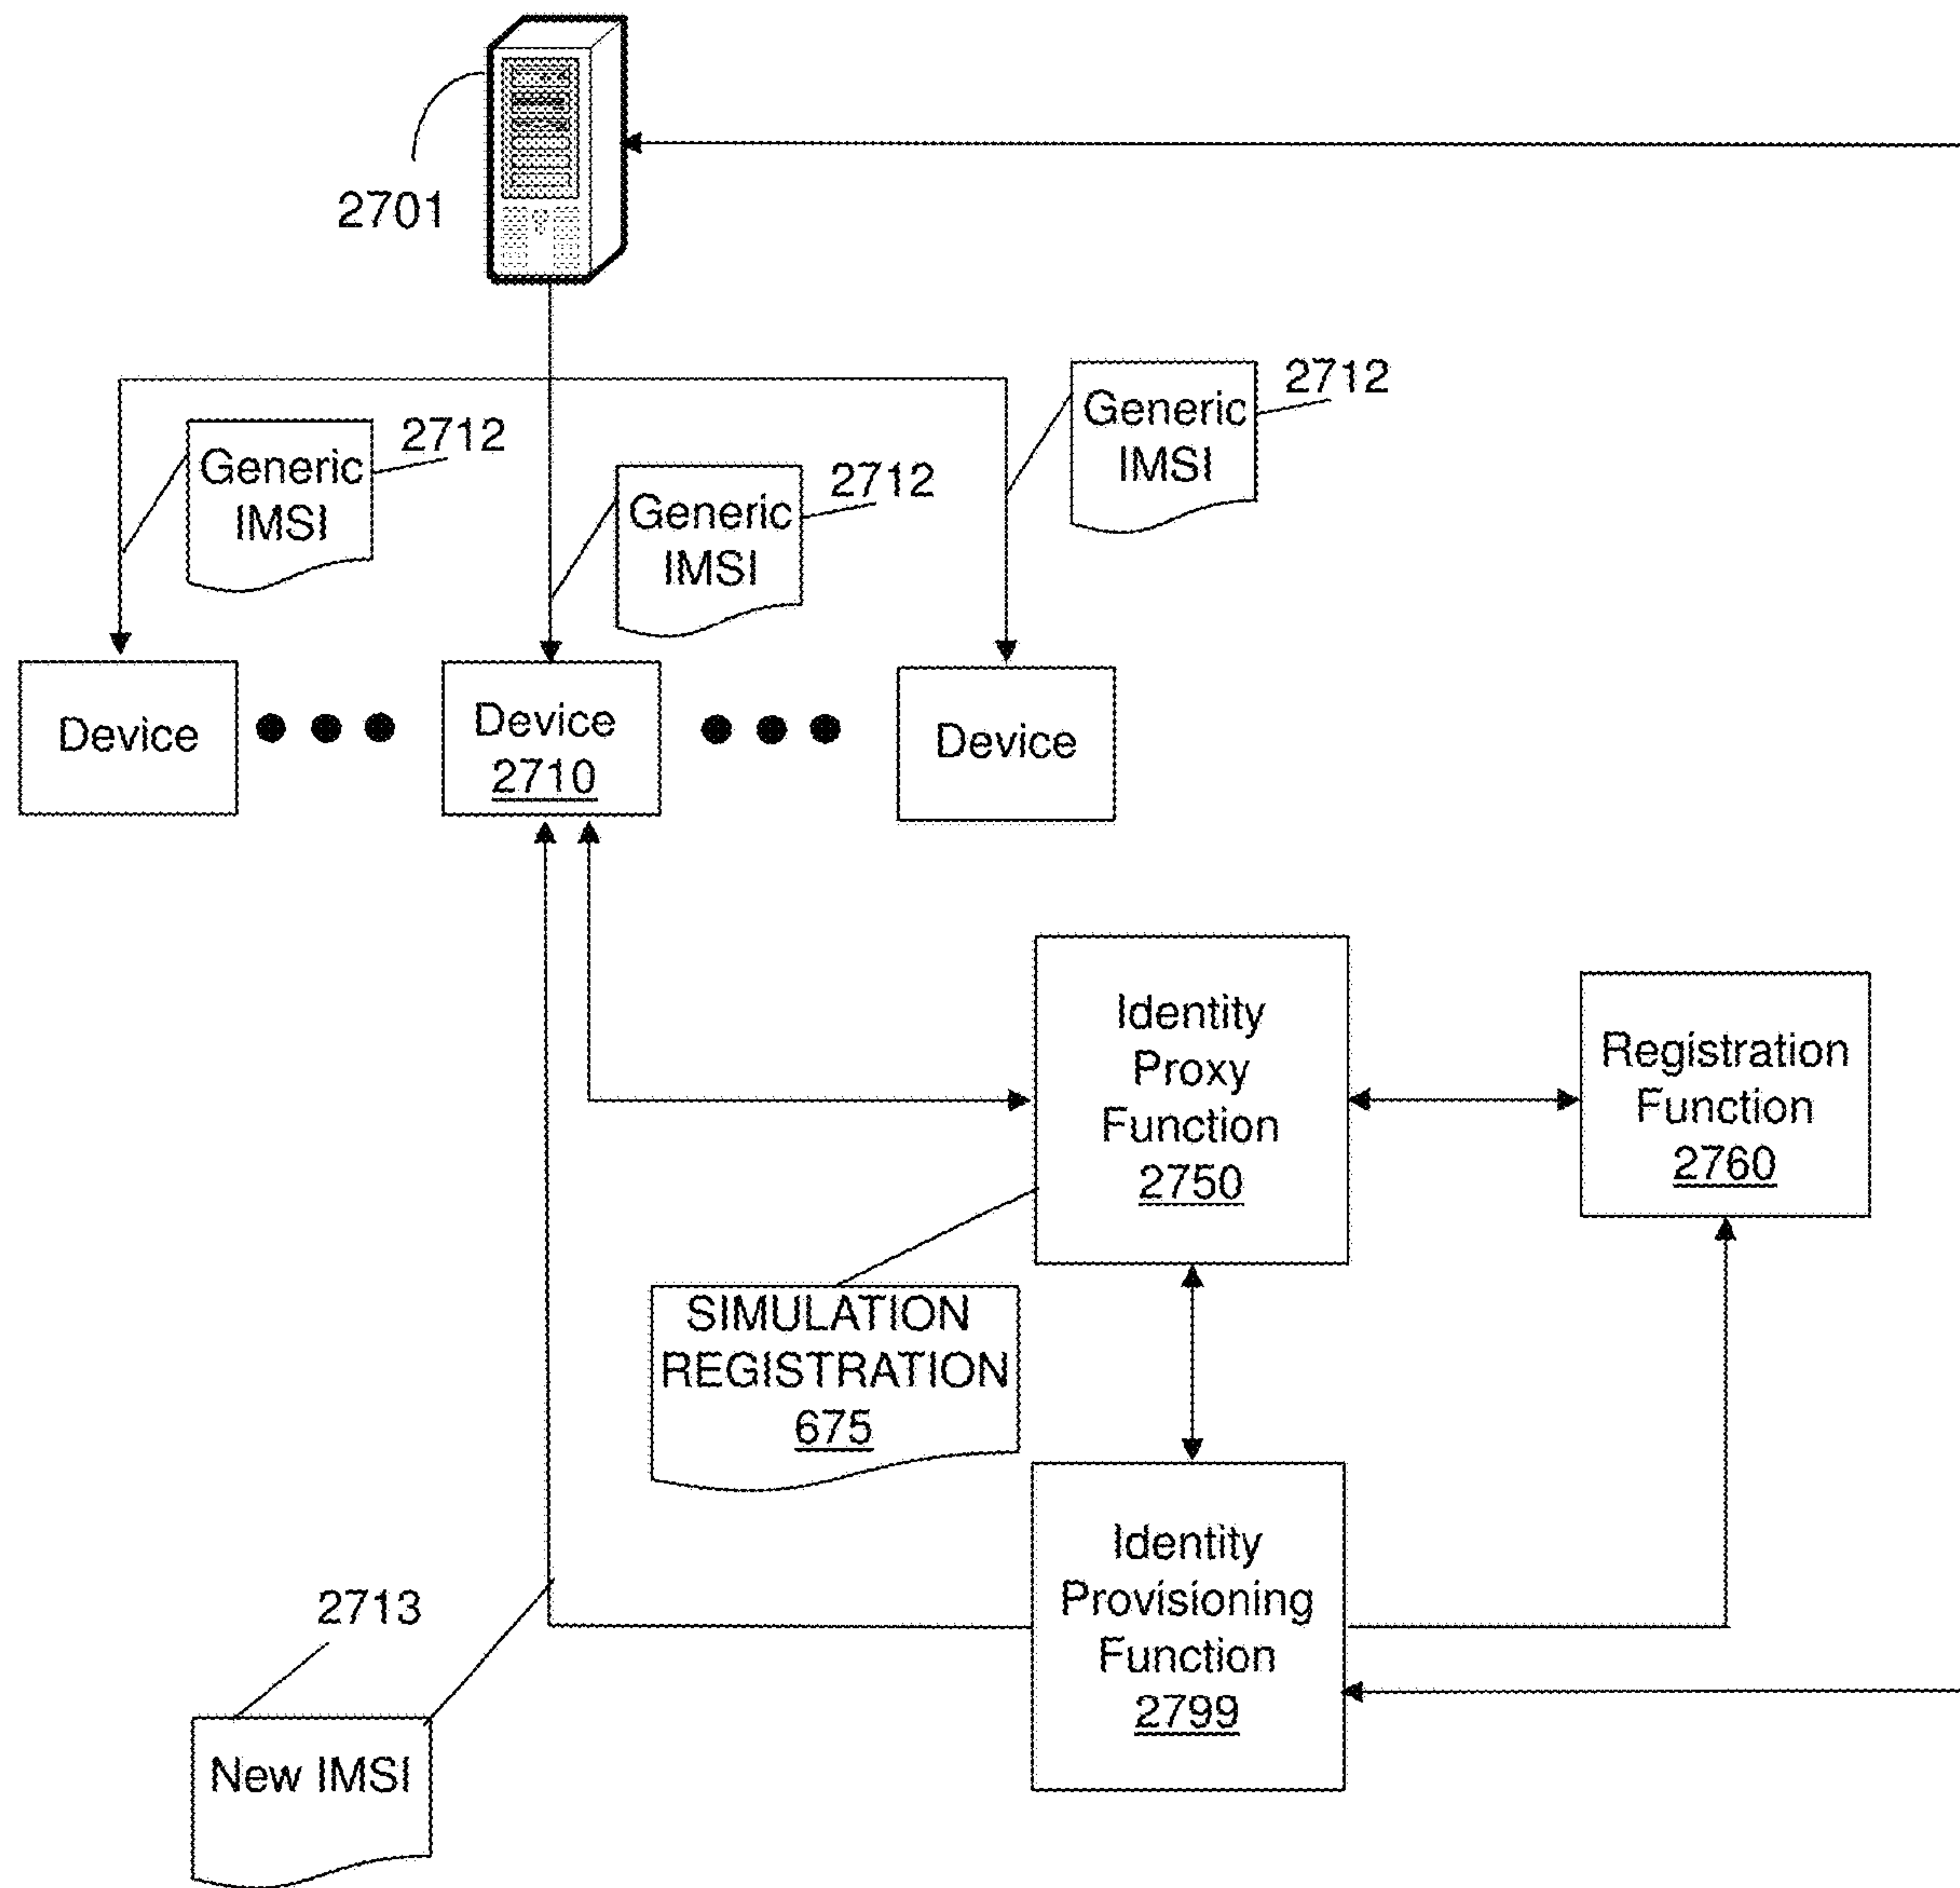 2701
2712
Generic
IMSI
2712
Generic
IMSI
2712
Generic
IMSI
Device
Device
2710
Device
Identity
Proxy
Function
2750
Registration
Function
2760
SIMULATION
REGISTRATION
675
Identity
Provisioning
Function
2799
2713
New IMSI